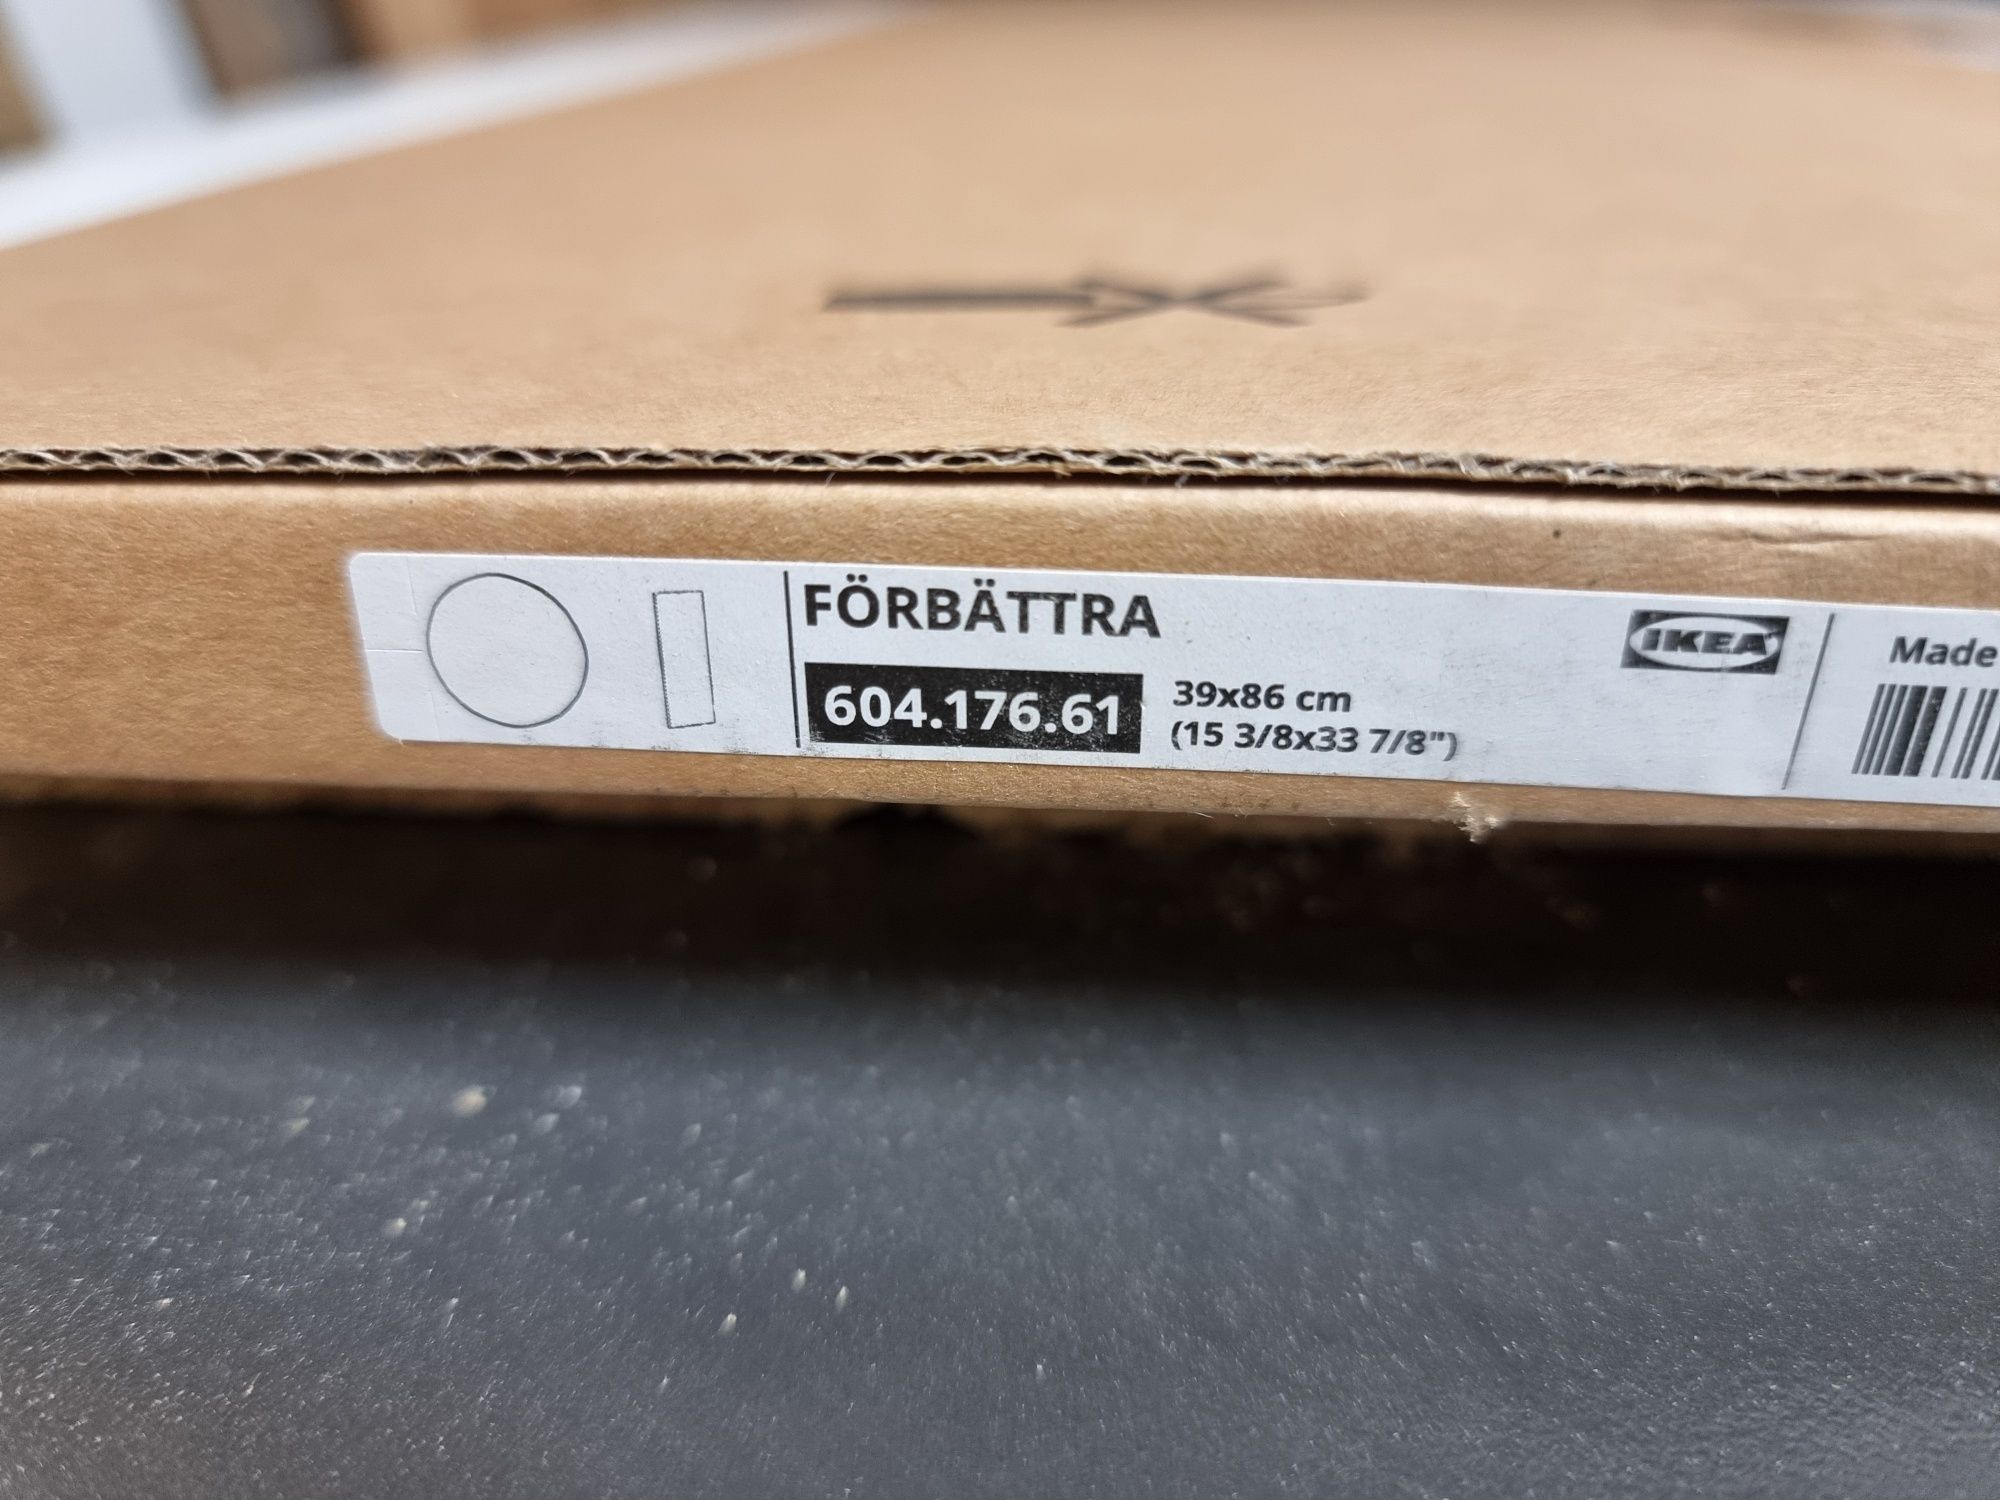 FÖRBÄTTRA
604.176.61
39x86 cm
(15 3/8x33 7/8")
IKEA
Made